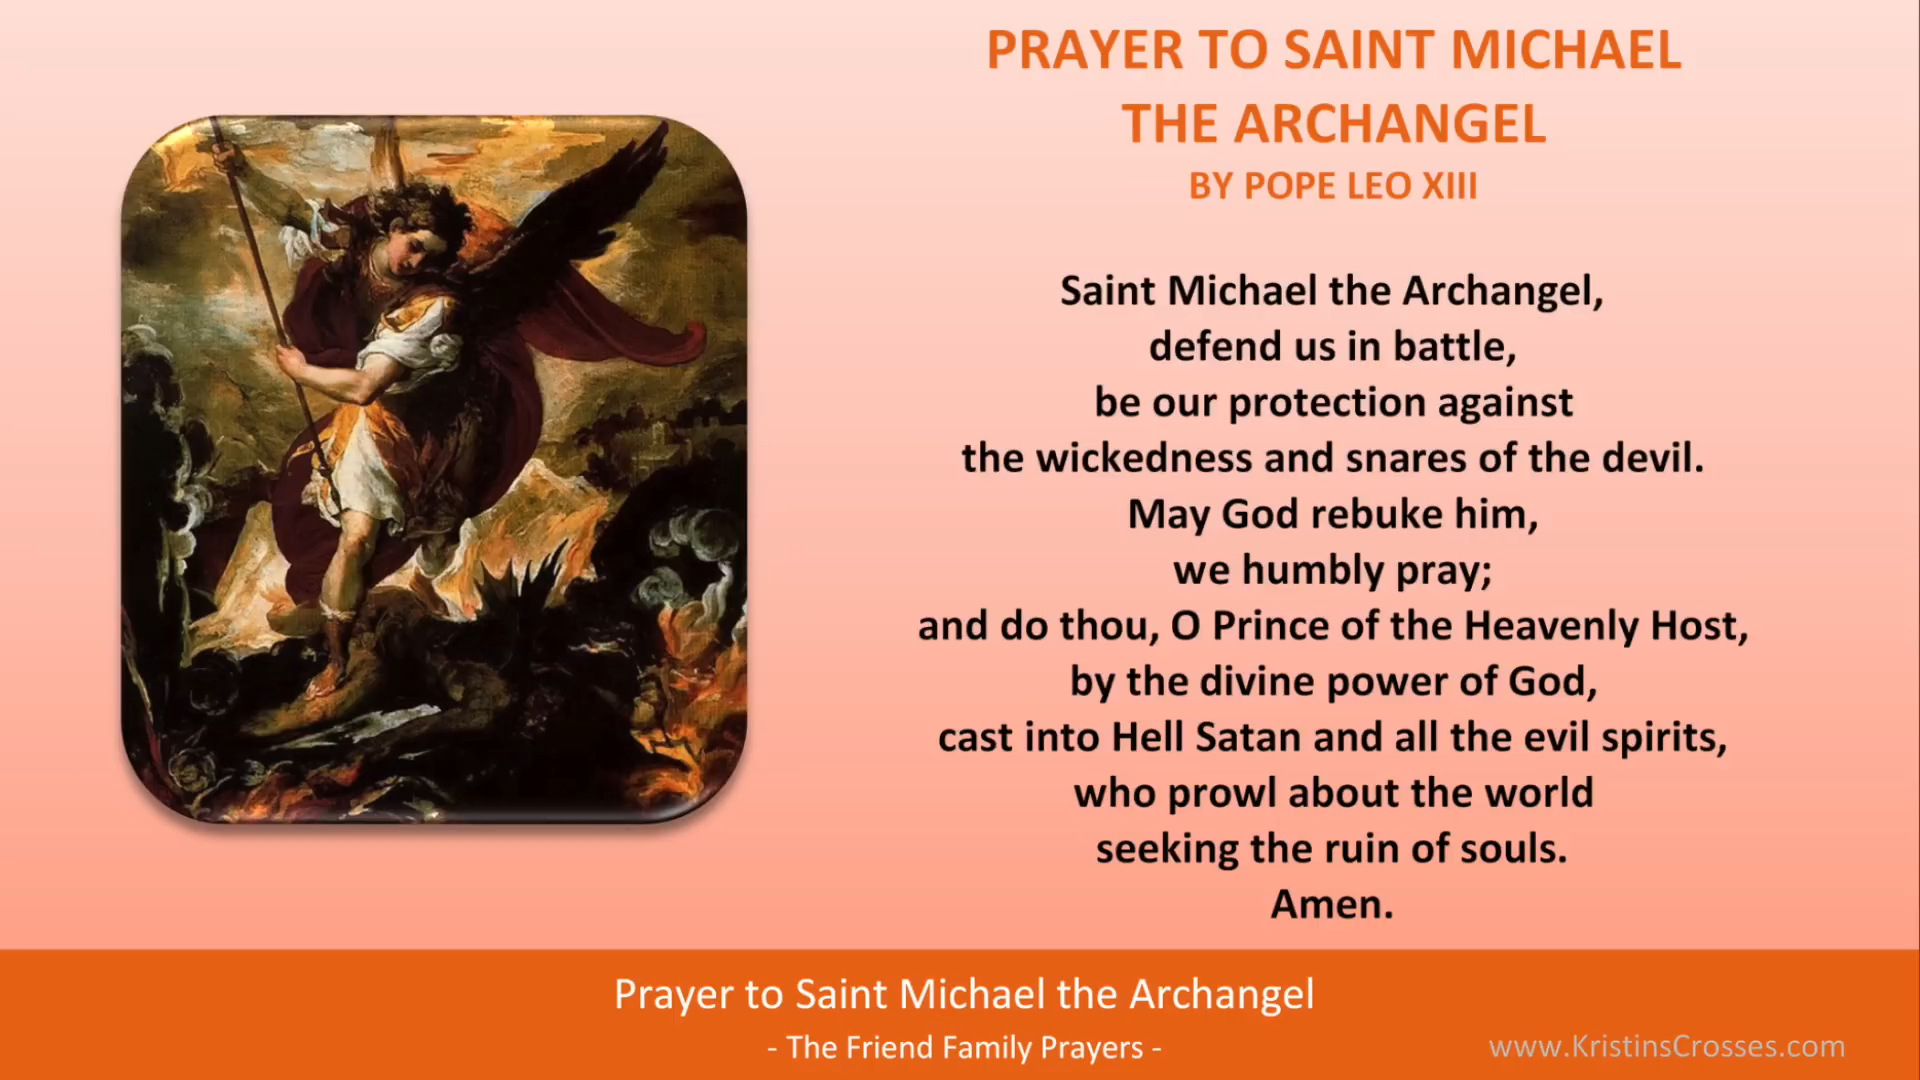 PRAYER TO SAINT MICHAEL
THE ARCHANGEL
BY POPE LEO XIII
Saint Michael the Archangel,
defend us in battle,
be our protection against
the wickedness and snares of the devil.
May God rebuke him,
we humbly pray;
and do thou, O Prince of the Heavenly Host,
by the divine power of God,
cast into Hell Satan and all the evil spirits,
who prowl about the world
seeking the ruin of souls.
Amen.
Prayer to Saint Michael the Archangel
- The Friend Family Prayers -
www.KristinsCrosses.com